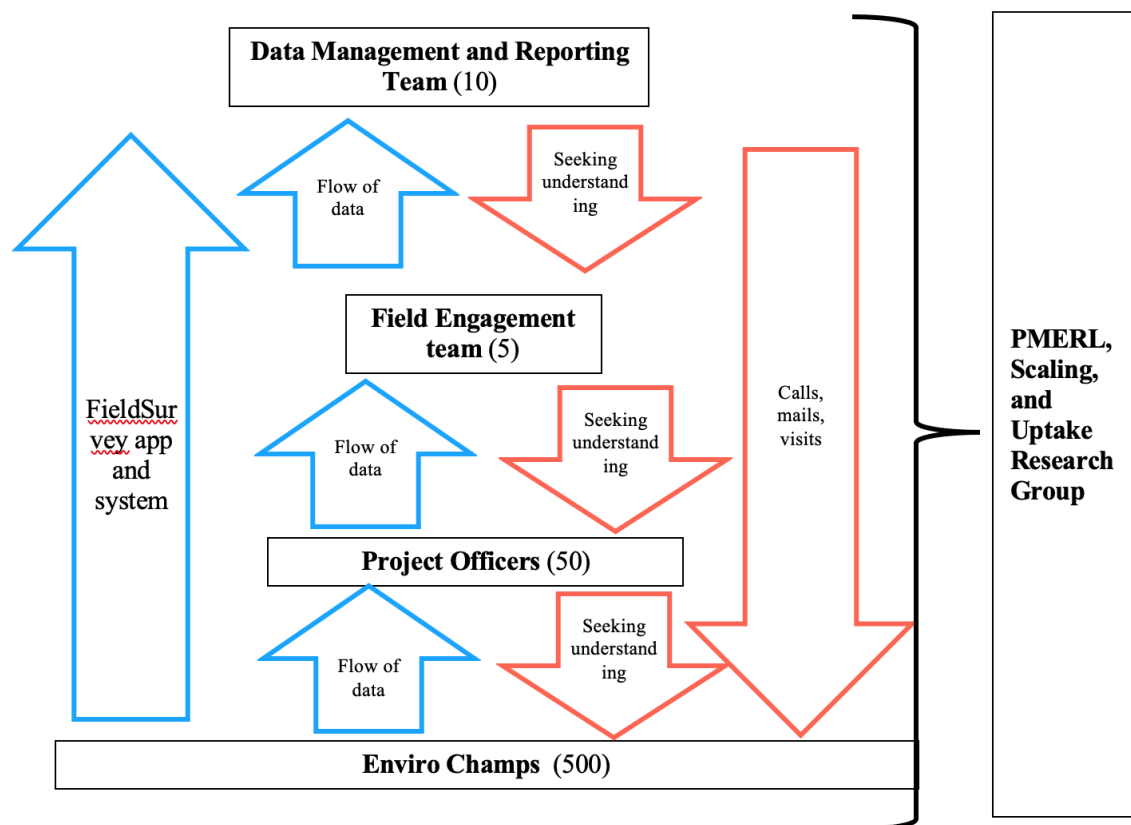 Data Management and Reporting
Team (10)
Flow of
data
Seeking
understand
ing
Field Engagement
team (5)
FieldSur
vey app
and
system
Flow of
data
Seeking
understand
ing
Calls,
mails,
visits
PMERL,
Scaling,
and
Uptake
Research
Group
Project Officers (50)
Flow of
data
Seeking
understand
ing
Enviro Champs (500)